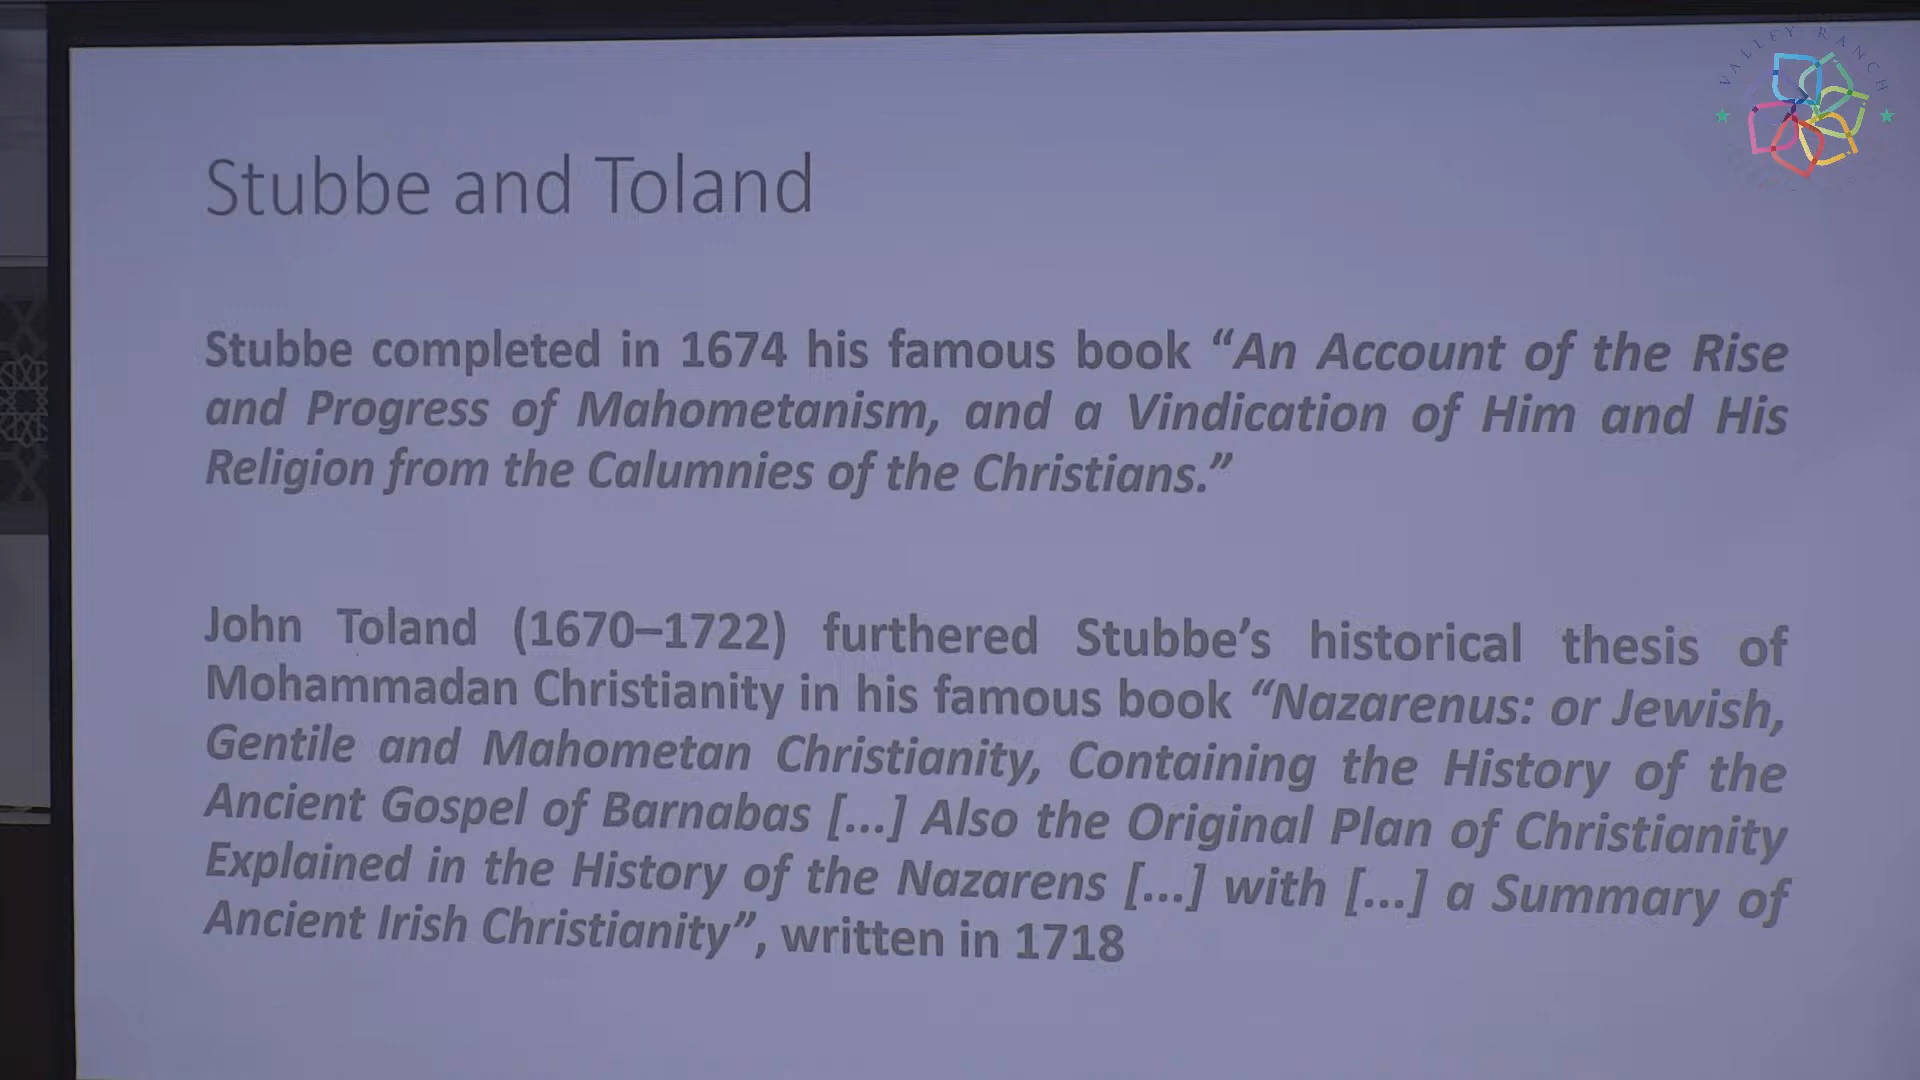 VALLEY RANCH
Stubbe and Toland
Stubbe completed in 1674 his famous book “An Account of the Rise
and Progress of Mahometanism, and a Vindication of Him and His
Religion from the Calumnies of the Christians.”
John Toland (1670–1722) furthered Stubbe’s historical thesis of
Mohammadan Christianity in his famous book “Nazarenus: or Jewish,
Gentile and Mahometan Christianity, Containing the History of the
Ancient Gospel of Barnabas [...] Also the Original Plan of Christianity
Explained in the History of the Nazarens [...] with [...] a Summary of
Ancient Irish Christianity”, written in 1718